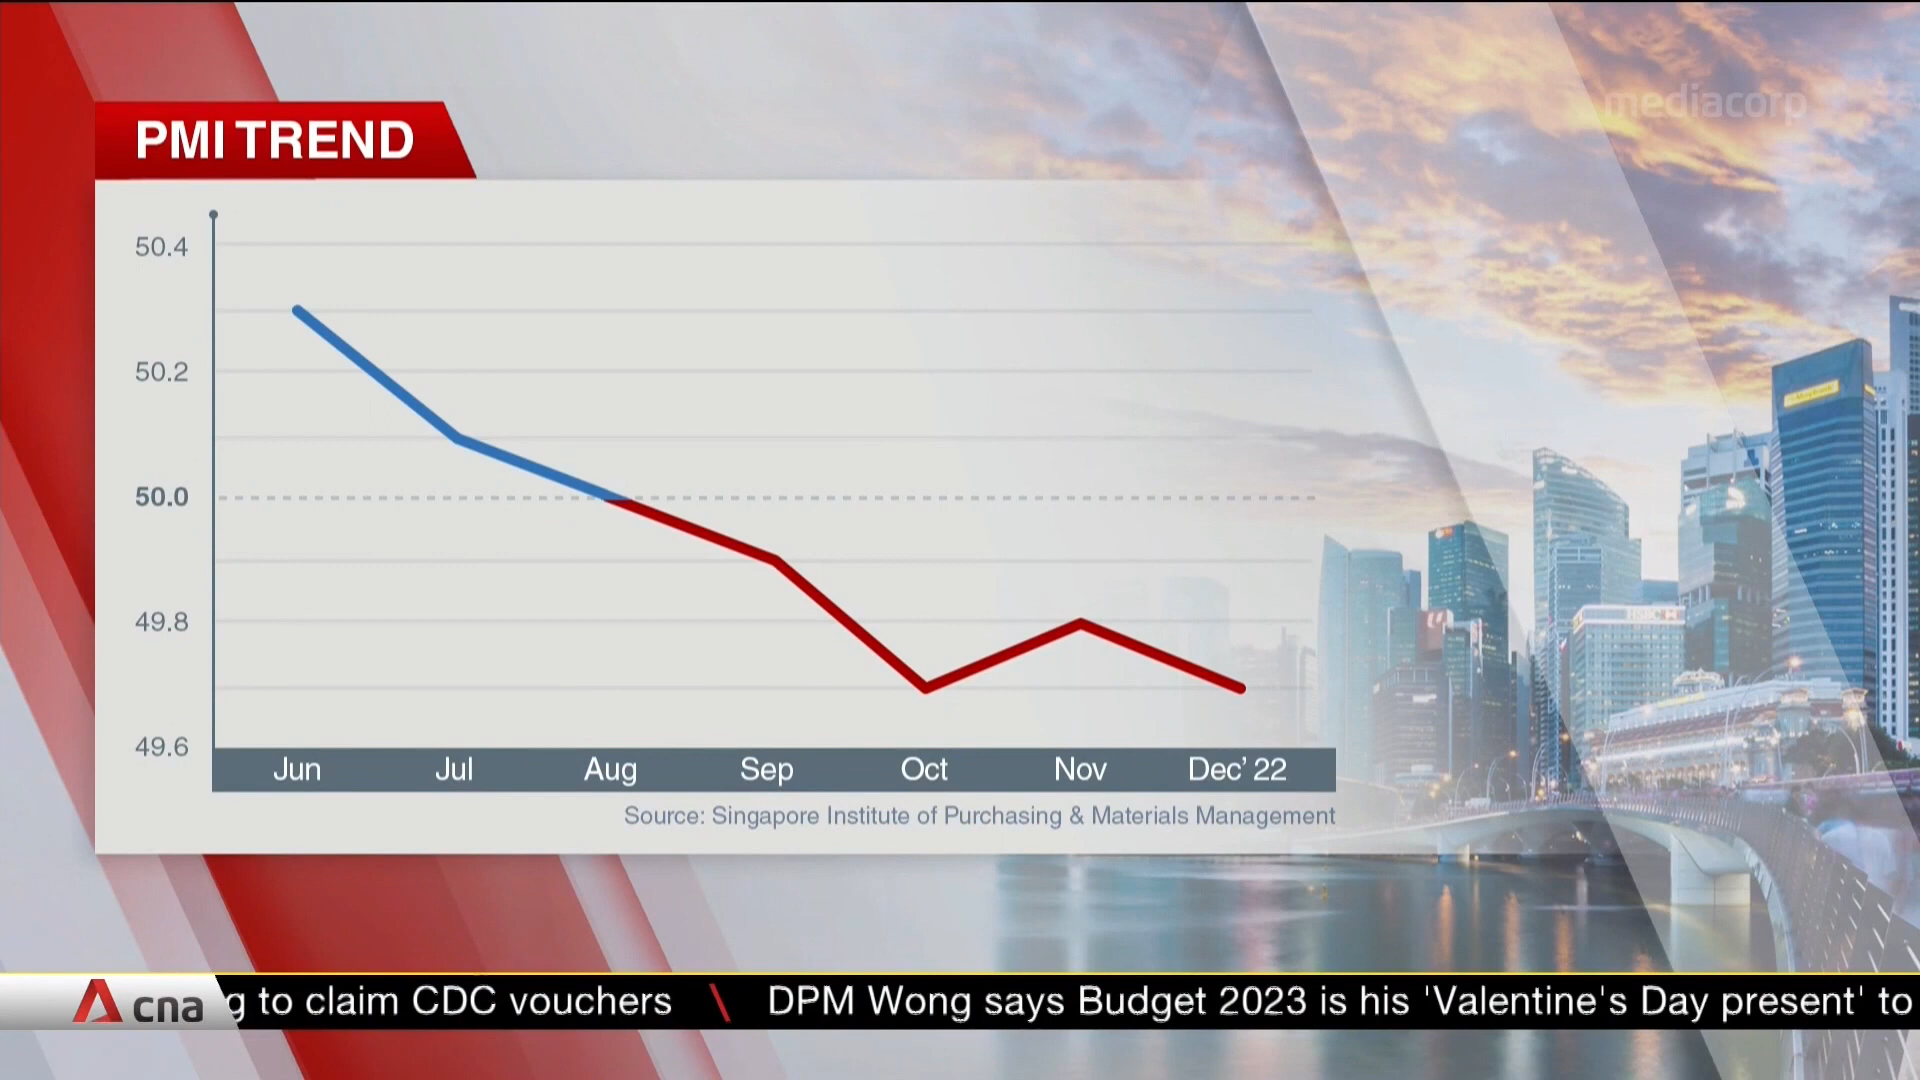 mediacorp
PMI TREND
50.4
50.2
50.0
49.8
49.6
Jun Jul Aug Sep Oct Nov Dec’ 22
Source: Singapore Institute of Purchasing & Materials Management
cna
g to claim CDC vouchers \ DPM Wong says Budget 2023 is his 'Valentine's Day present' to